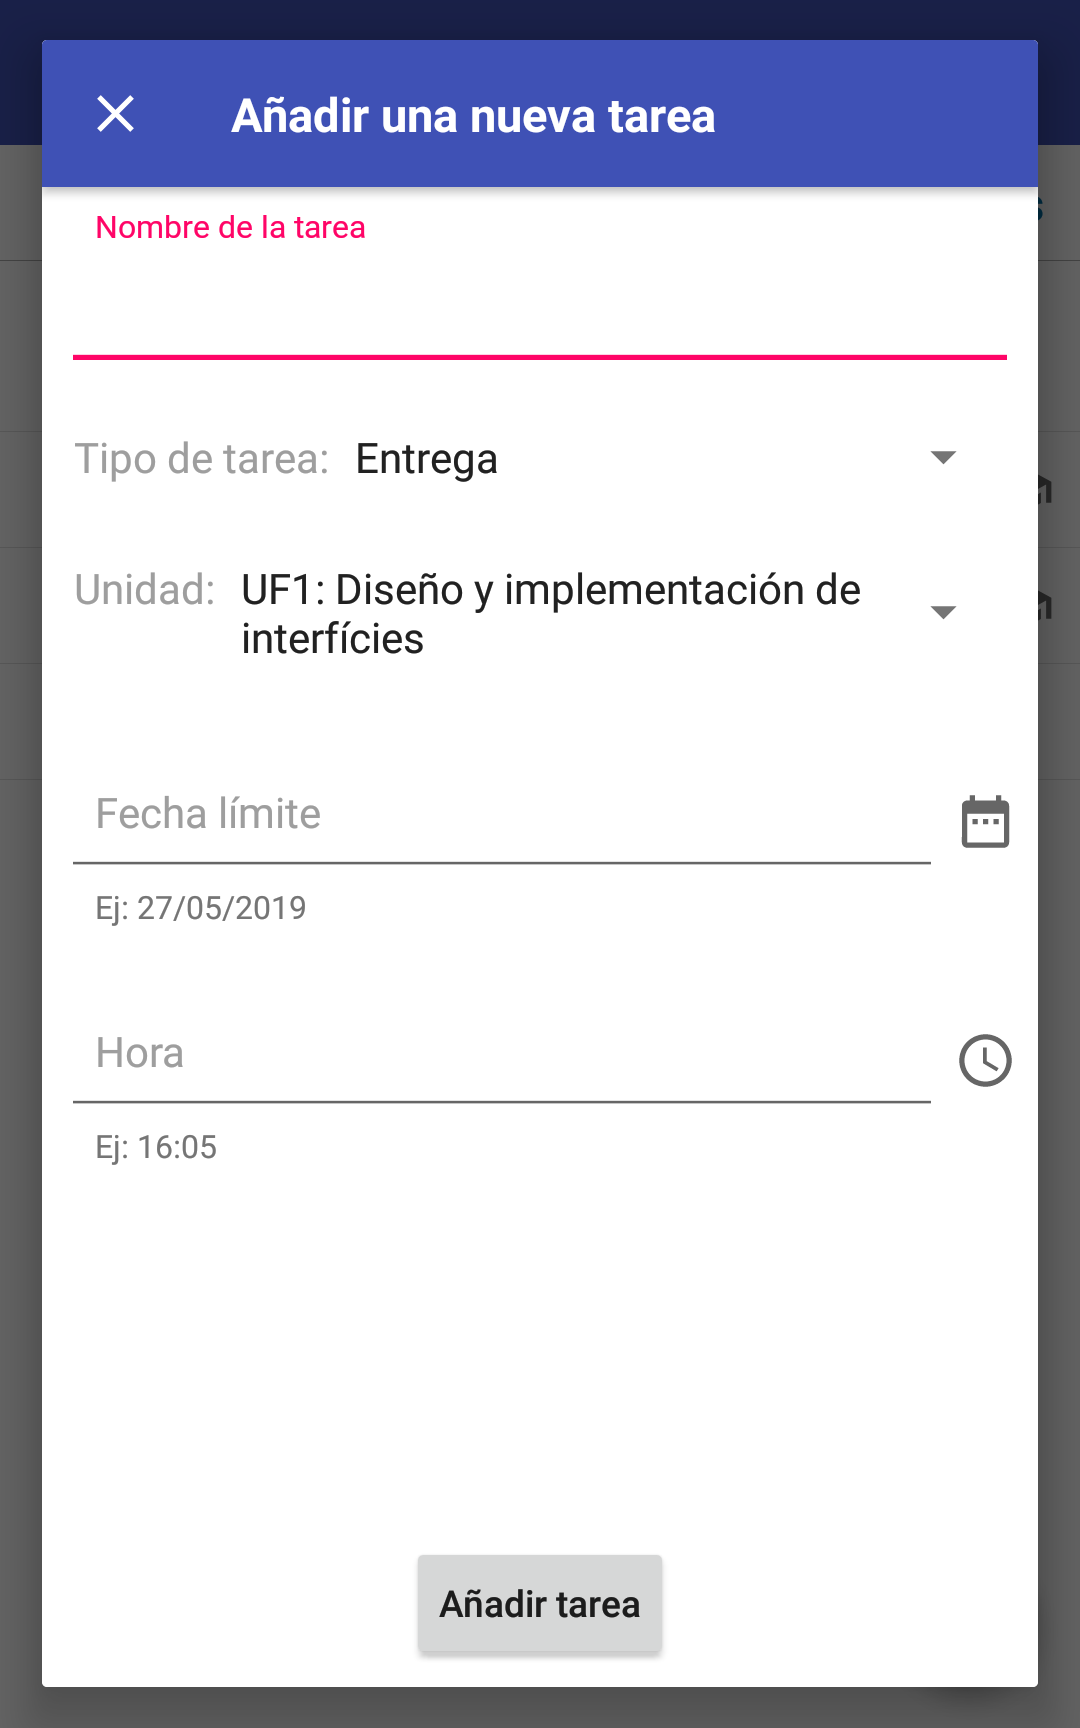 Añadir una nueva tarea
Nombre de la tarea
Tipo de tarea: Entrega
Unidad: UF1: Diseño y implementación de
interfícies
Fecha límite
Ej: 27/05/2019
Hora
Ej: 16:05
Añadir tarea